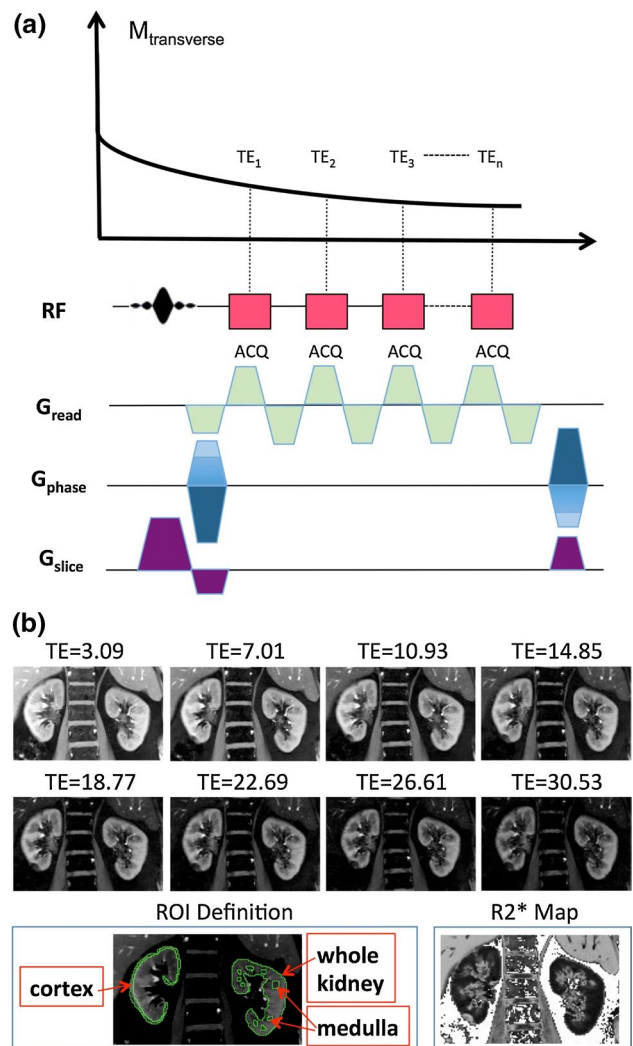 (a)
M transverse
TE1 TE2 TE3 TEn
RF
ACQ ACQ ACQ ACQ
Gread
Gphase
Gslice
(b)
TE=3.09 TE=7.01 TE=10.93 TE=14.85
TE=18.77 TE=22.69 TE=26.61 TE=30.53
ROI Definition R2* Map
cortex
whole
kidney
medulla